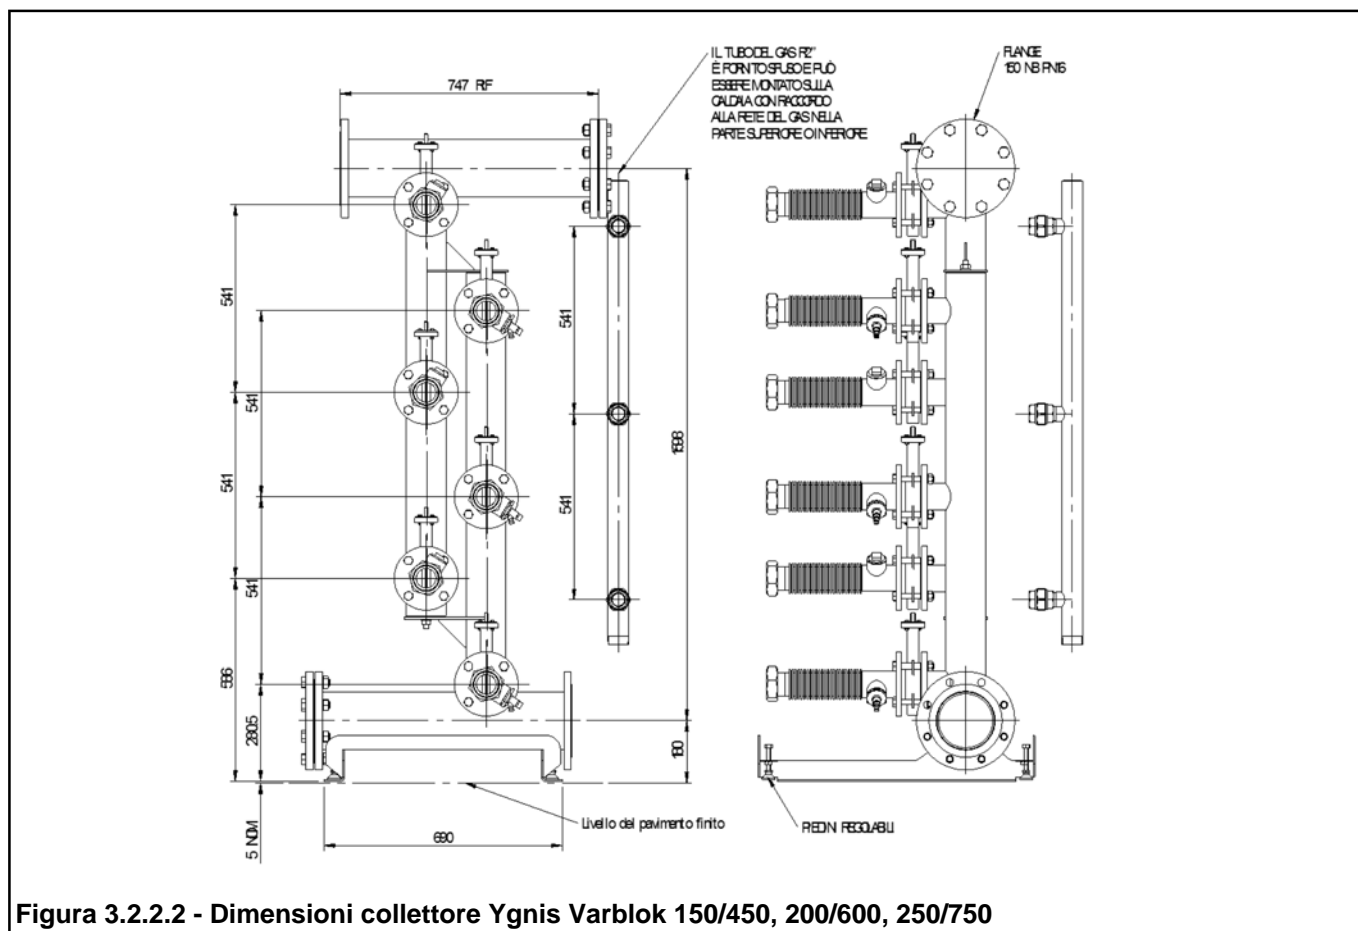 IL TUBO DEL GAS R2"
È FORNITO SFUSO E PUÒ
ESSERE MONTATO SULLA
CALDAIA CON RACCORDO
ALLA RETE DEL GAS NELLA
PARTE SUPERIORE O INFERIORE
FLANGE
150 NB PN16
747 RIF
541
541
541
541
541
541
1598
586
280.5
180
5 NOM
690
Livello del pavimento finito
PIEDINI REGOLABILI
Figura 3.2.2.2 - Dimensioni collettore Ygnis Varblok 150/450, 200/600, 250/750